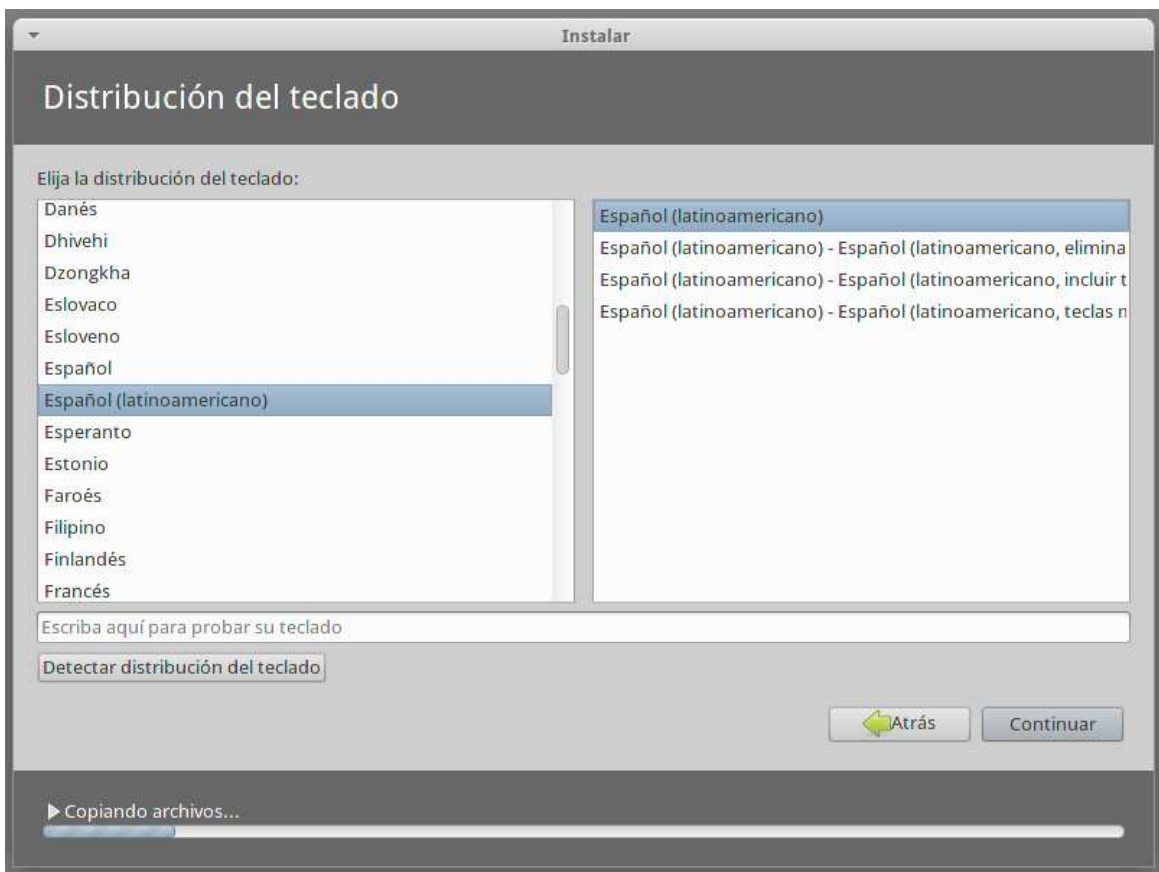 Instalar
Distribución del teclado
Elija la distribución del teclado:
Danés
Dhivehi
Dzongkha
Eslovaco
Esloveno
Español
Español (latinoamericano)
Esperanto
Estonio
Faroés
Filipino
Finlandés
Francés
Español (latinoamericano)
Español (latinoamericano) - Español (latinoamericano, elimina
Español (latinoamericano) - Español (latinoamericano, incluir t
Español (latinoamericano) - Español (latinoamericano, teclas
Escriba aquí para probar su teclado
Detectar distribución del teclado
Atrás
Continuar
Copiando archivos...